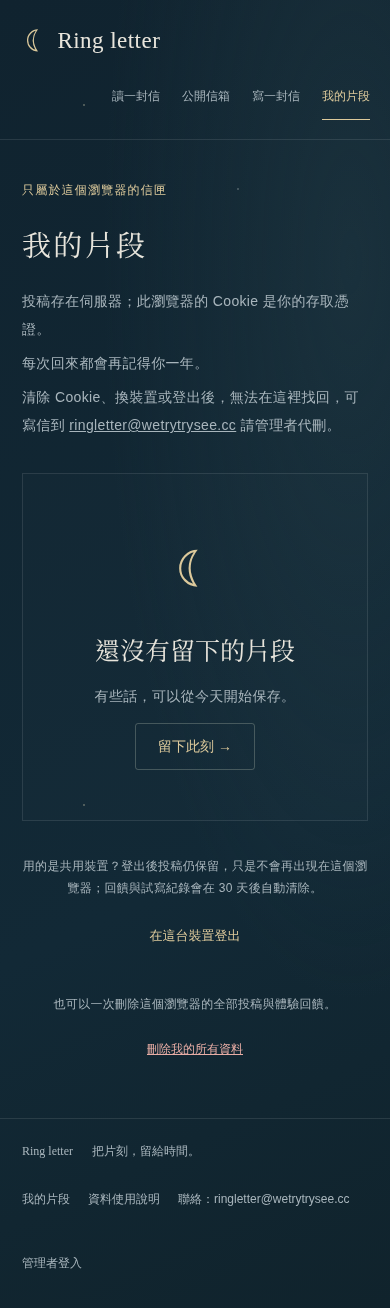 Ring letter
讀一封信 公開信箱 寫一封信 我的片段
只屬於這個瀏覽器的信匣
我的片段
投稿存在伺服器；此瀏覽器的 Cookie 是你的存取憑
證。
每次回來都會再記得你一年。
清除 Cookie、換裝置或登出後，無法在這裡找回，可
寫信到 ringletter@wetrytrysee.cc 請管理者代刪。
還沒有留下的片段
有些話，可以從今天開始保存。
留下此刻 →
用的是共用裝置？登出後投稿仍保留，只是不會再出現在這個瀏
覽器；回饋與試寫紀錄會在 30 天後自動清除。
在這台裝置登出
也可以一次刪除這個瀏覽器的全部投稿與體驗回饋。
刪除我的所有資料
Ring letter 把片刻，留給時間。
我的片段 資料使用說明 聯絡：ringletter@wetrytrysee.cc
管理者登入